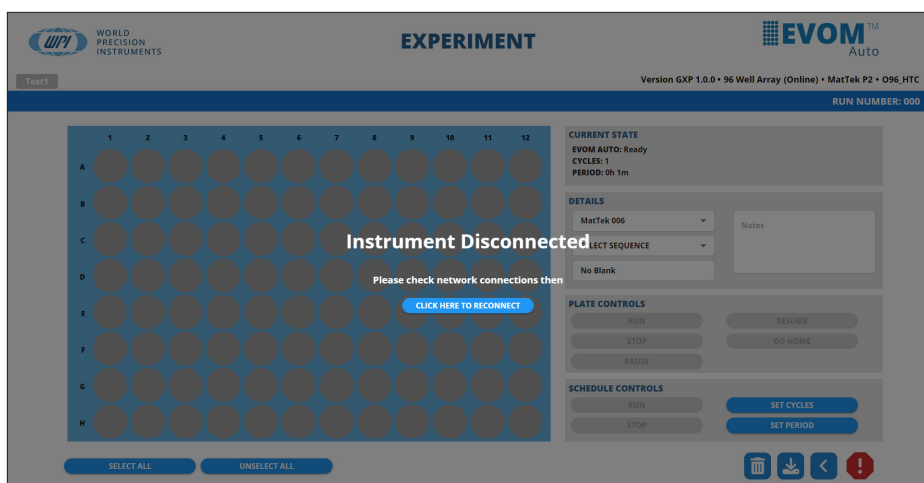 WPI
WORLD
PRECISION
INSTRUMENTS
EXPERIMENT
EVOM™
Auto
Test1
Version GXP 1.0.0 • 96 Well Array (Online) • MatTek P2 • O96_HTC
RUN NUMBER: 000
1 2 3 4 5 6 7 8 9 10 11 12
A
B
C
D
E
F
G
H
Instrument Disconnected
Please check network connections then
CLICK HERE TO RECONNECT
CURRENT STATE
EVOM AUTO: Ready
CYCLES: 1
PERIOD: 0h 1m
DETAILS
MatTek 006
SEQUENCE
No Blank
Notes
PLATE CONTROLS
RUN
RESUME
STOP
GO HOME
PAUSE
SCHEDULE CONTROLS
RUN
SET CYCLES
STOP
SET PERIOD
SELECT ALL
UNSELECT ALL
!